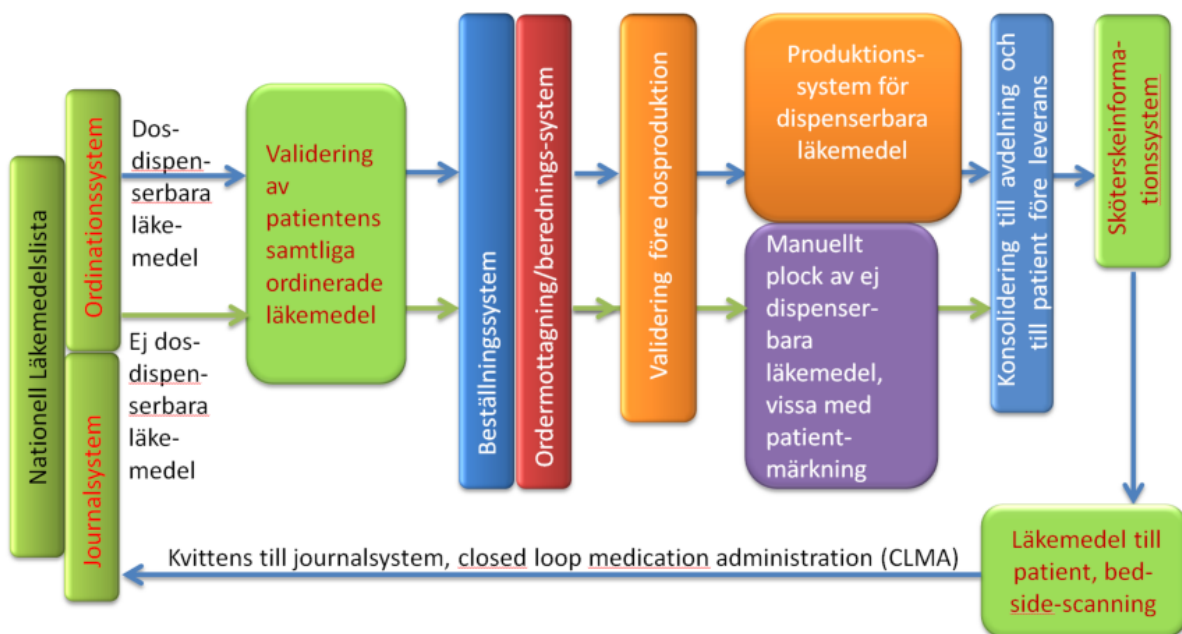 Nationell Läkemedelslista
Ordinationssystem
Journalsystem
Dos-
dispen-
serbara
läke-
medel
Ej dos-
dispen-
serbara
läke-
medel
Validering
av
patientens
samtliga
ordinerade
läkemedel
Beställningssystem
Ordermottagning/berednings-system
Validering före dosproduktion
Produktions-
system för
dispenserbara
läkemedel
Manuellt
plock av ej
dispenser-
bara
läkemedel,
vissa med
patient-
märkning
Konsolidering till avdelning och
till patient före leverans
Sköterskeinforma-
tionssystem
Läkemedel till
patient, bed-
side-scanning
Kvittens till journalsystem, closed loop medication administration (CLMA)